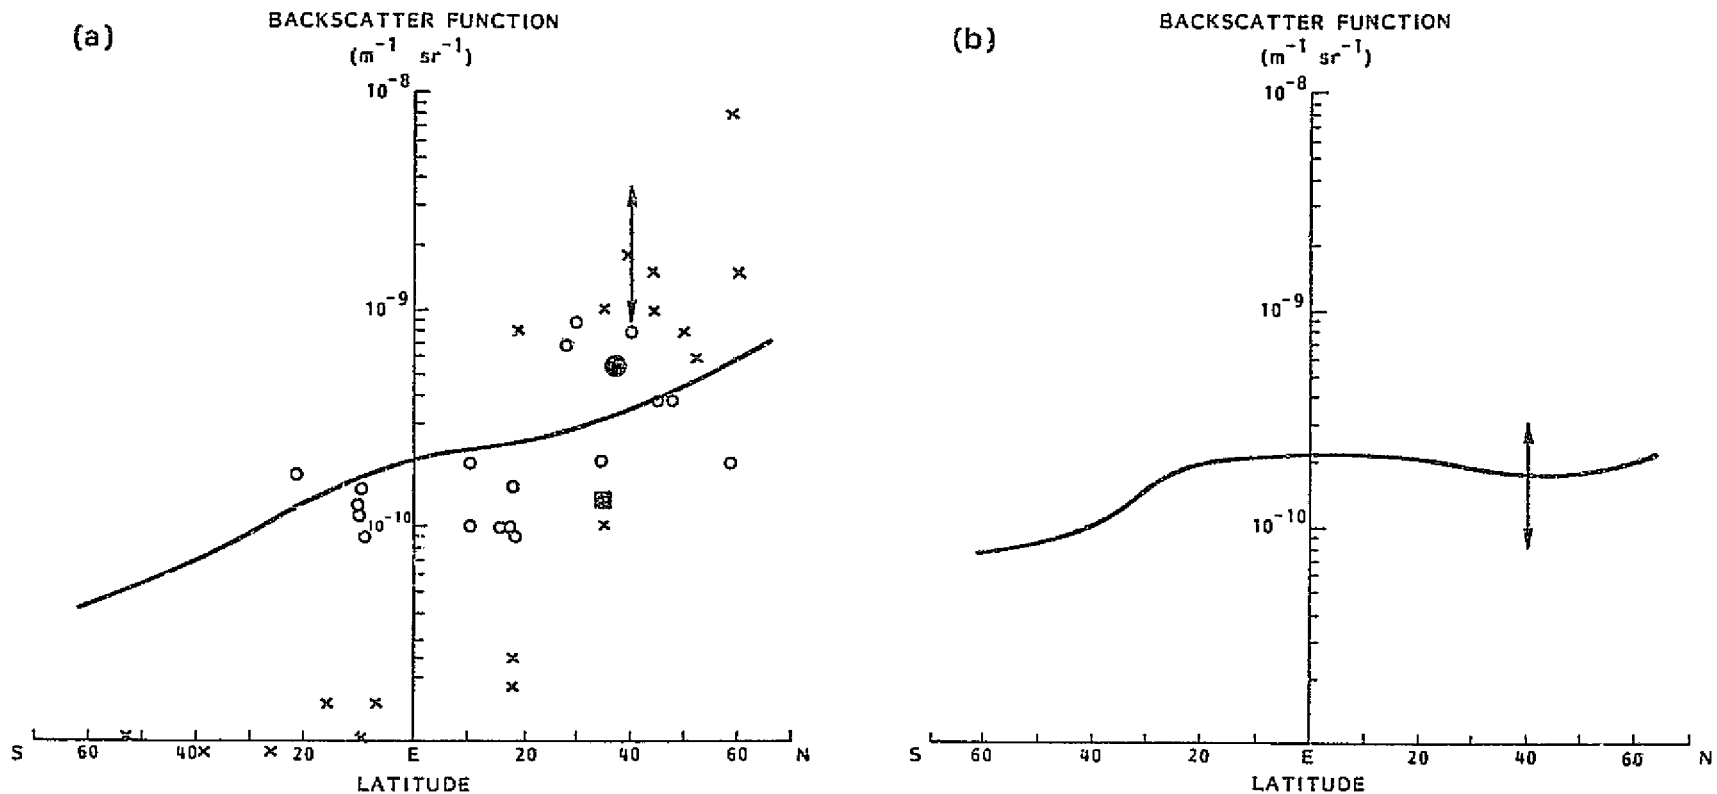 (a)
BACKSCATTER FUNCTION
(m⁻¹ sr⁻¹)
10⁻⁸
10⁻⁹
10⁻¹⁰
S 60 40 20 E 20 40 60 N
LATITUDE
(b)
BACKSCATTER FUNCTION
(m⁻¹ sr⁻¹)
10⁻⁸
10⁻⁹
10⁻¹⁰
S 60 40 20 E 20 40 60 N
LATITUDE